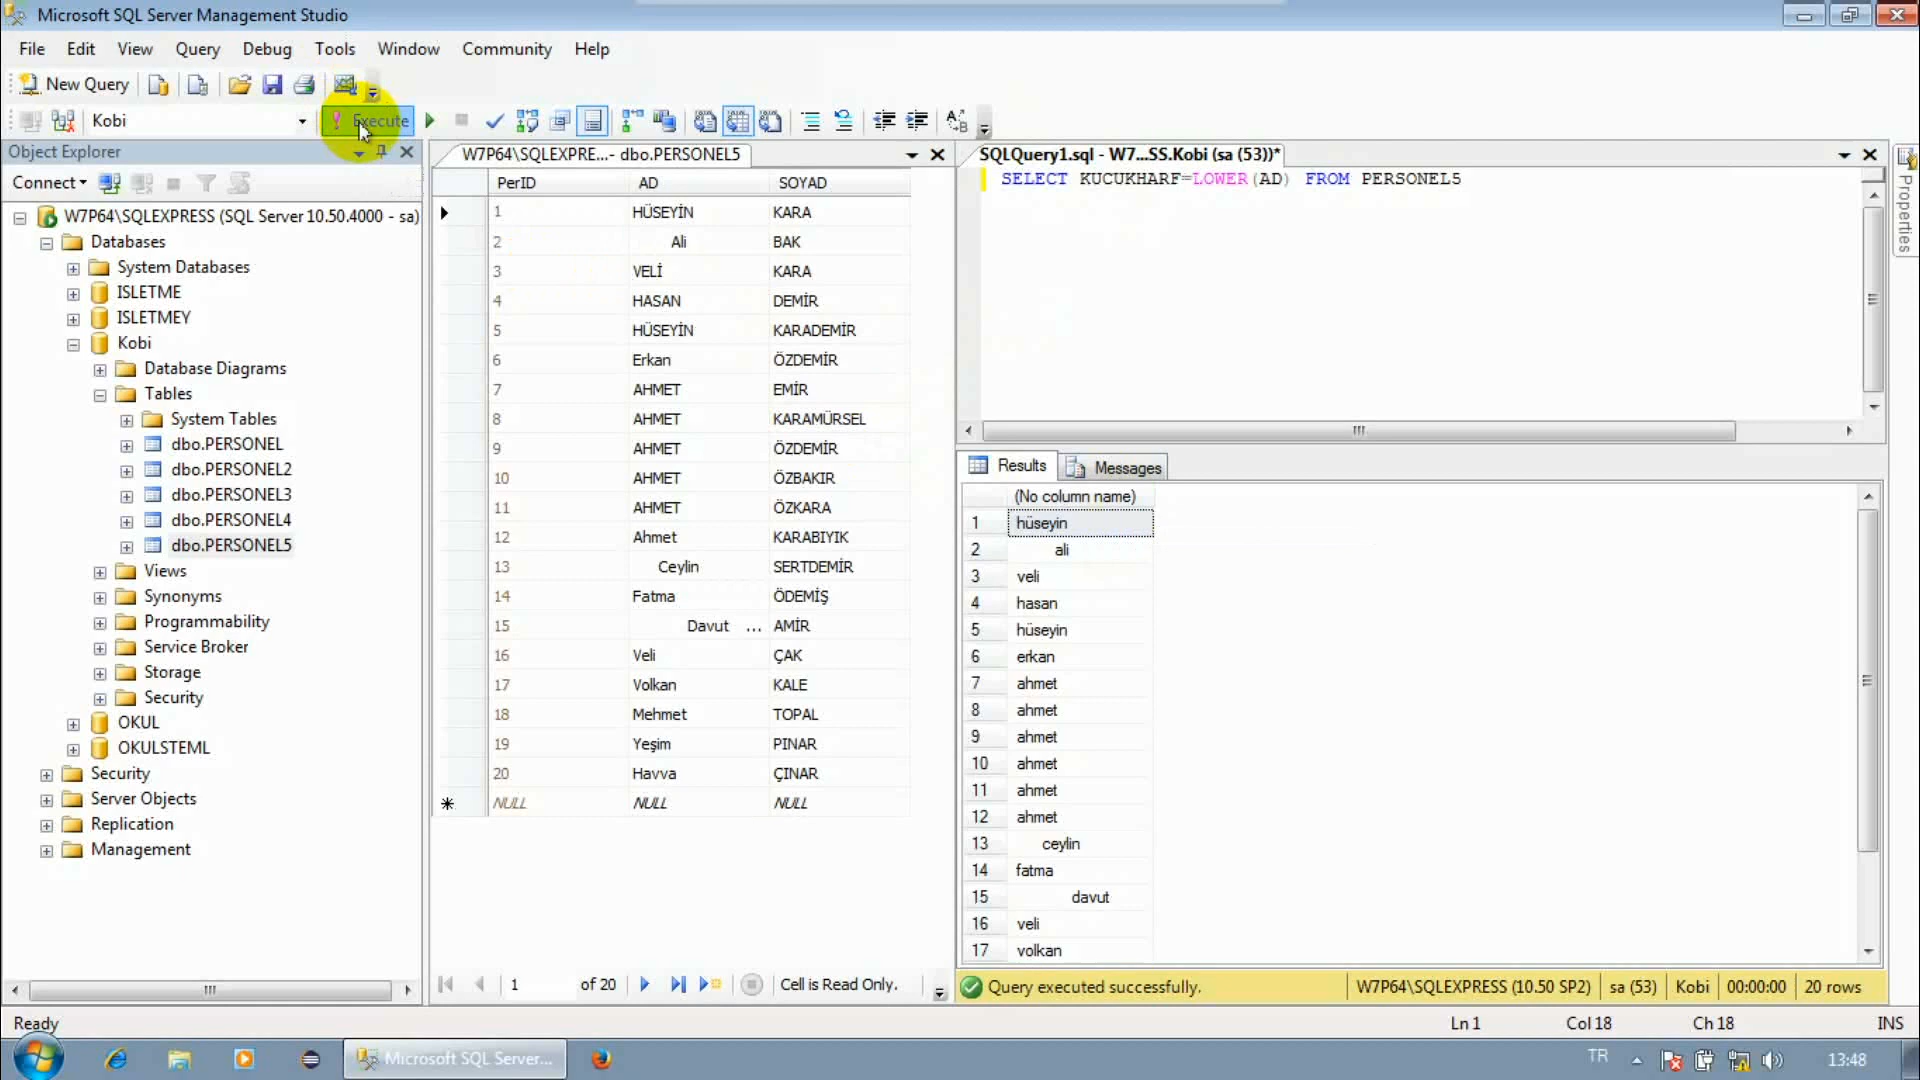 Microsoft SQL Server Management Studio
File Edit View Query Debug Tools Window Community Help
New Query
Kobi Execute
Object Explorer
Connect
W7P64\SQLEXPRESS (SQL Server 10.50.4000 - sa)
Databases
System Databases
ISLETME
ISLETMEY
Kobi
Database Diagrams
Tables
System Tables
dbo.PERSONEL
dbo.PERSONEL2
dbo.PERSONEL3
dbo.PERSONEL4
dbo.PERSONEL5
Views
Synonyms
Programmability
Service Broker
Storage
Security
OKUL
OKULSTEML
Security
Server Objects
Replication
Management
W7P64\SQLEXPRE...- dbo.PERSONEL5
PerID AD SOYAD
1 HÜSEYİN KARA
2 Ali BAK
3 VELİ KARA
4 HASAN DEMİR
5 HÜSEYİN KARADEMİR
6 Erkan ÖZDEMİR
7 AHMET EMİR
8 AHMET KARAMÜRSEL
9 AHMET ÖZDEMİR
10 AHMET ÖZBAKIR
11 AHMET ÖZKARA
12 Ahmet KARABIYIK
13 Ceylin SERTDEMİR
14 Fatma ÖDEMİŞ
15 Davut ... AMİR
16 Veli ÇAK
17 Volkan KALE
18 Mehmet TOPAL
19 Yeşim PINAR
20 Havva ÇINAR
NULL NULL NULL
1 of 20 Cell is Read Only.
SQLQuery1.sql - W7...SS.Kobi (sa (53))*
SELECT KUCUKHARF=LOWER(AD) FROM PERSONEL5
Results Messages
(No column name)
1 hüseyin
2 ali
3 veli
4 hasan
5 hüseyin
6 erkan
7 ahmet
8 ahmet
9 ahmet
10 ahmet
11 ahmet
12 ahmet
13 ceylin
14 fatma
15 davut
16 veli
17 volkan
Query executed successfully. W7P64\SQLEXPRESS (10.50 SP2) sa (53) Kobi 00:00:00 20 rows
Properties
Ready Ln 1 Col 18 Ch 18 INS
Microsoft SQL Server... TR 13:48